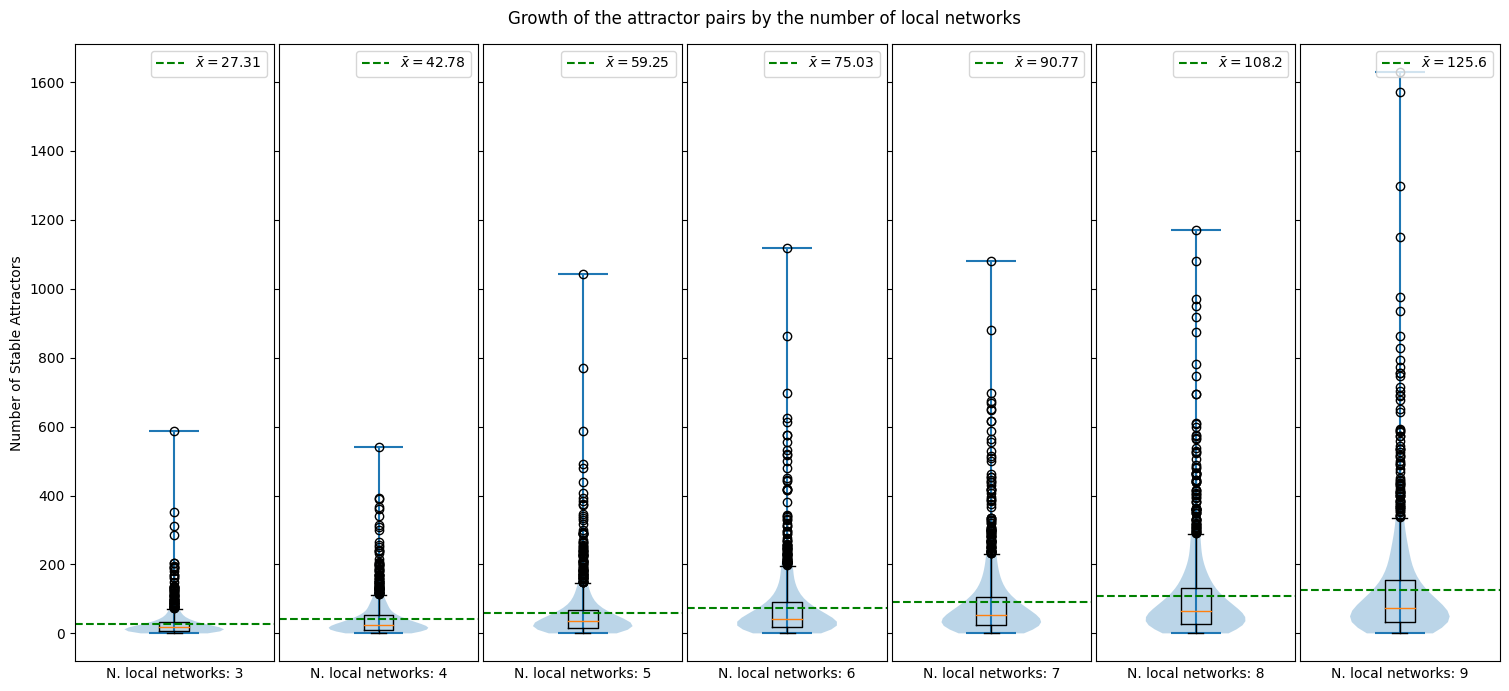 Growth of the attractor pairs by the number of local networks
x̄ = 27.31
x̄ = 42.78
x̄ = 59.25
x̄ = 75.03
x̄ = 90.77
x̄ = 108.2
x̄ = 125.6
Number of Stable Attractors
1600
1400
1200
1000
800
600
400
200
0
N. local networks: 3
N. local networks: 4
N. local networks: 5
N. local networks: 6
N. local networks: 7
N. local networks: 8
N. local networks: 9